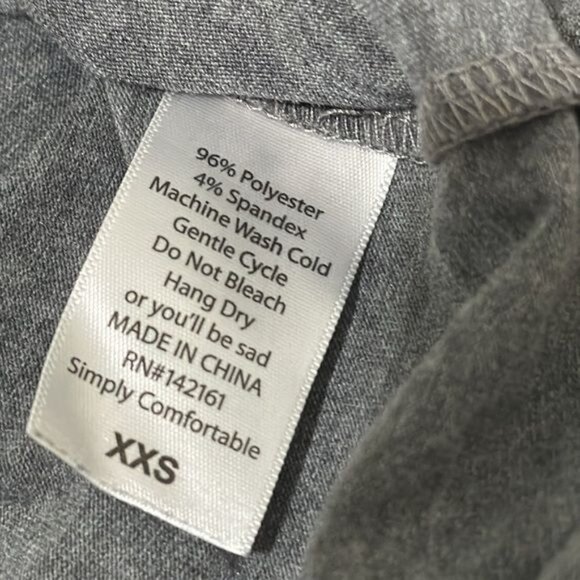 96% Polyester
4% Spandex
Machine Wash Cold
Gentle Cycle
Do Not Bleach
Hang Dry
or you'll be sad
MADE IN CHINA
RN#142161
Simply Comfortable
XXS